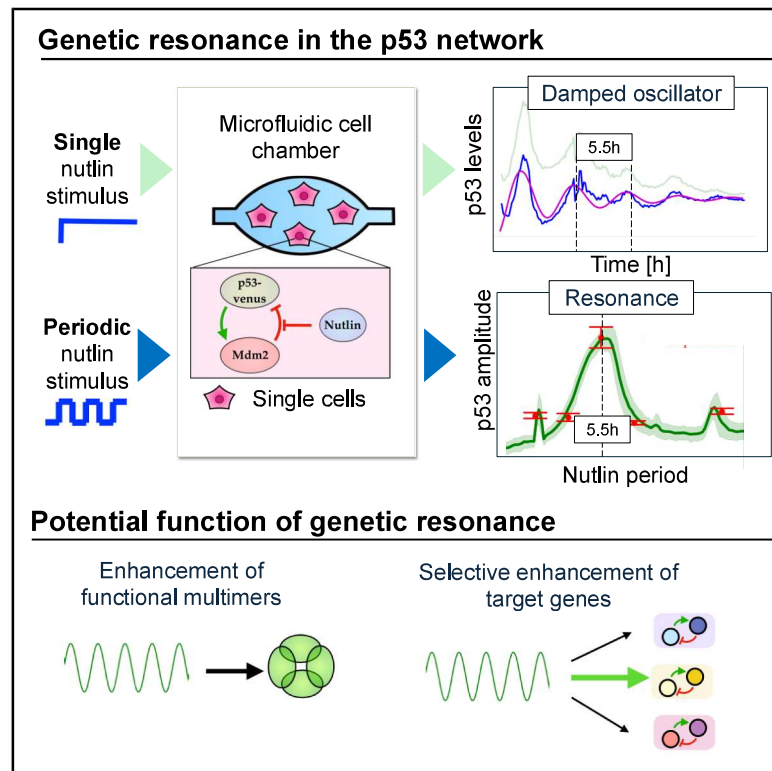 Genetic resonance in the p53 network
Single
nutlin
stimulus
Microfluidic cell
chamber
p53-
venus
Nutlin
Mdm2
Single cells
Damped oscillator
p53 levels
5.5h
Time [h]
Periodic
nutlin
stimulus
Resonance
p53 amplitude
5.5h
Nutlin period
Potential function of genetic resonance
Enhancement of
functional multimers
Selective enhancement of
target genes